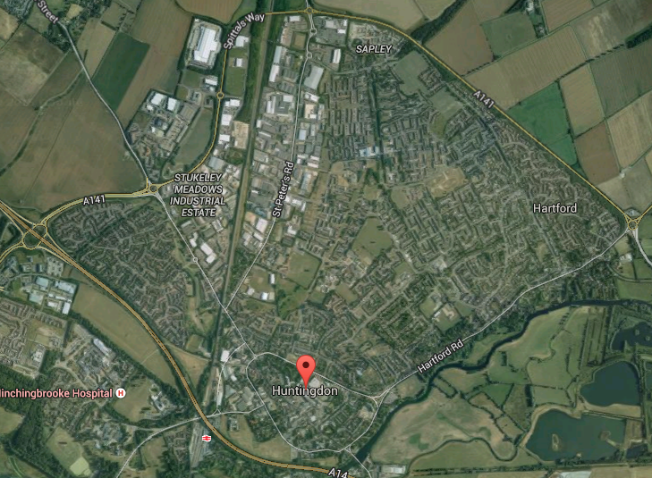 Street
Spittals Way
SAPLEY
A141
St Peter's Rd
STUKELEY
MEADOWS
INDUSTRIAL
ESTATE
A141
Hartford
Hartford Rd
Huntingdon
linchingbrooke Hospital H
A14